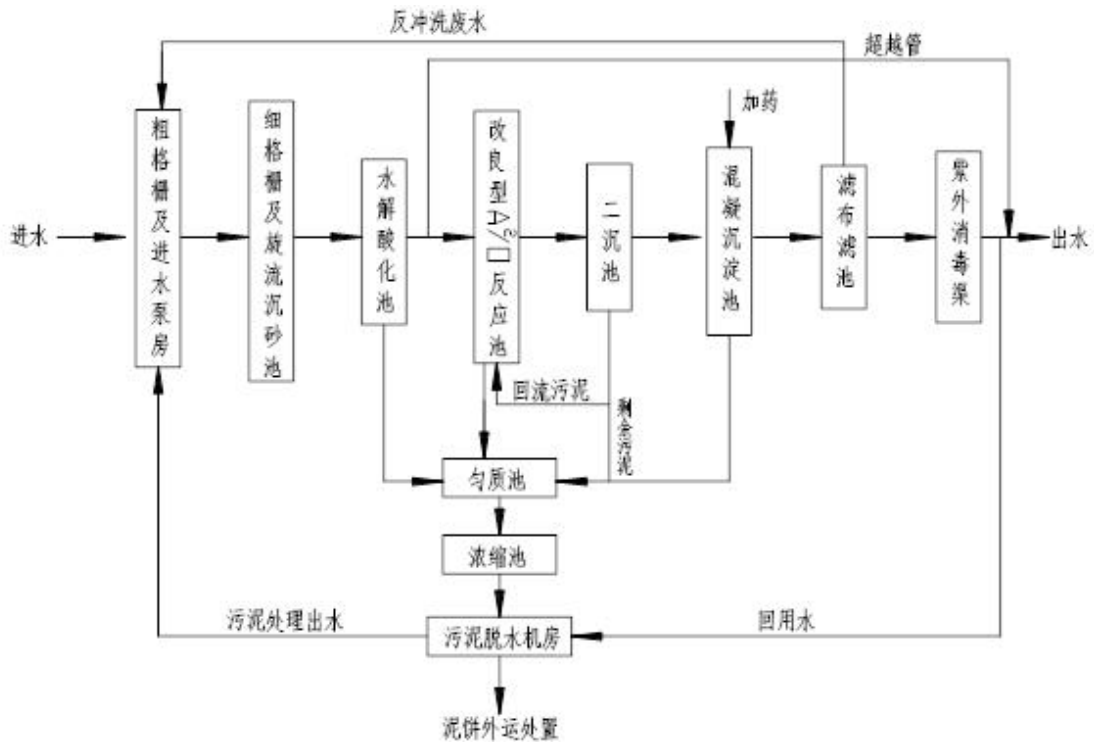 反冲洗废水
超越管
加药
进水
粗格栅及进水泵房
细格栅及旋流沉砂池
水解酸化池
改良型A²/O反应池
二沉池
混凝沉淀池
滤布滤池
紫外消毒渠
出水
回流污泥
剩余污泥
匀质池
浓缩池
污泥处理出水
污泥脱水机房
回用水
泥饼外运处置